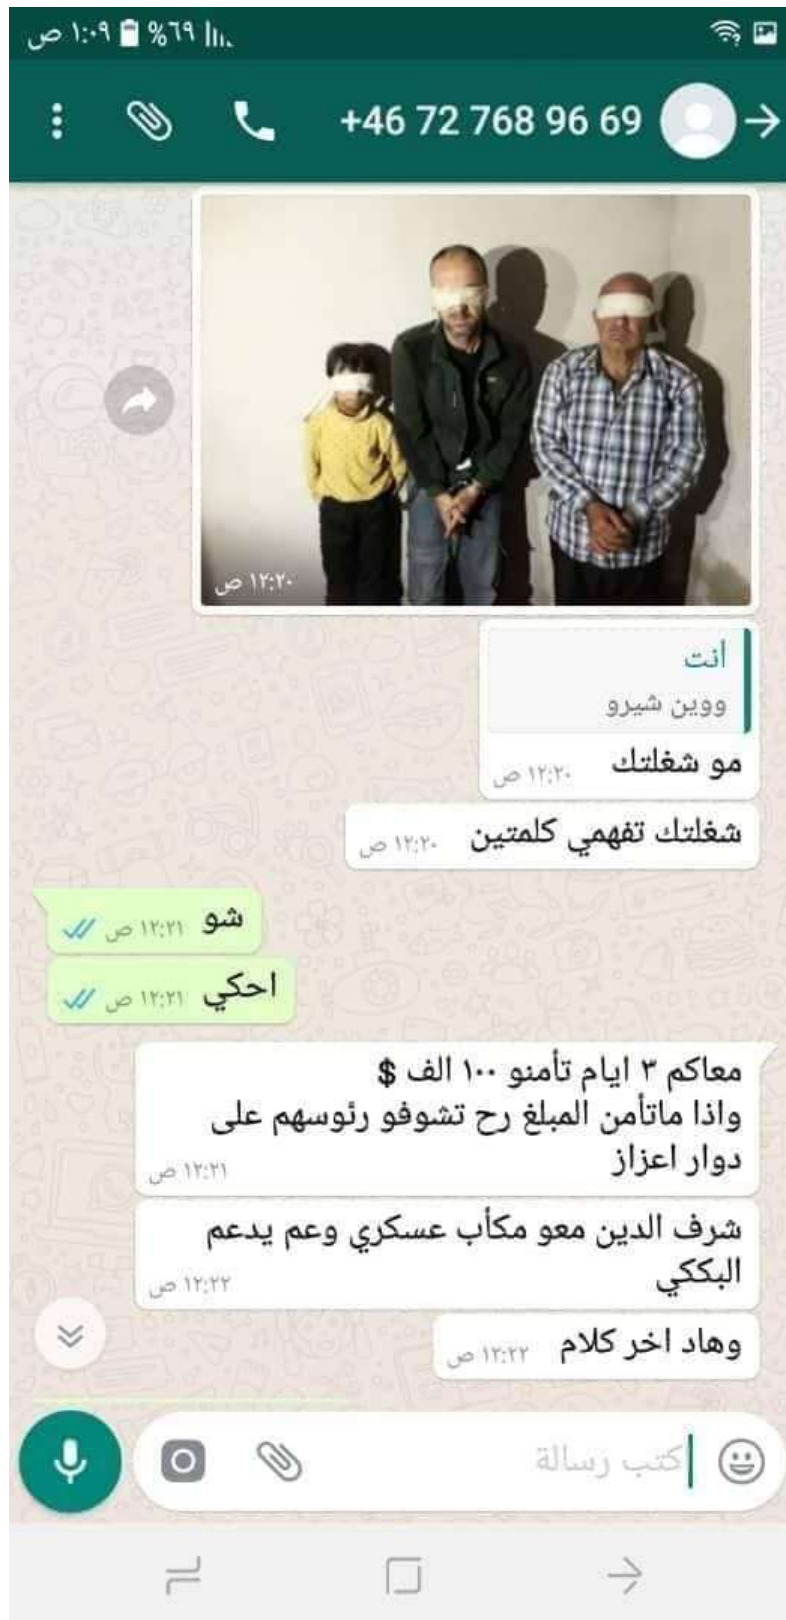 ١:٠٩ ص %٦٩
+46 72 768 96 69
١٢:٢٠ ص
أنت
ووين شيرو
مو شغلتك ١٢:٢٠ ص
شغلتك تفهمي كلمتين ١٢:٢٠ ص
شو ١٢:٢١ ص
احكي ١٢:٢١ ص
معاكم ٣ ايام تأمنو ١٠٠ الف $
واذا ماتأمن المبلغ رح تشوفو رئوسهم على
دوار اعزاز
١٢:٢١ ص
شرف الدين معو مكأب عسكري وعم يدعم
البككي
١٢:٢٢ ص
وهاد اخر كلام ١٢:٢٢ ص
كتب رسالة